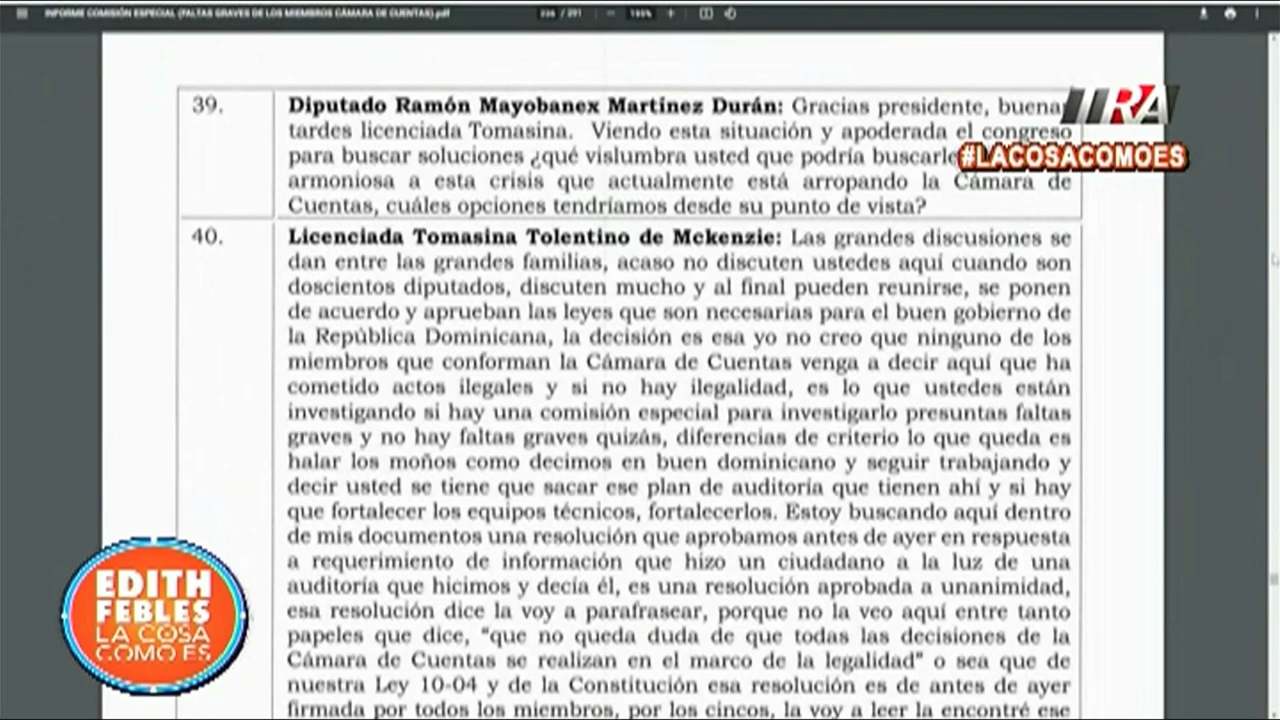 INFORME COMISIÓN ESPECIAL (FALTAS GRAVES DE LOS MIEMBROS CÁMARA DE CUENTAS).pdf
/ 291
39. Diputado Ramón Mayobanex Martínez Durán: Gracias presidente, buenas
tardes licenciada Tomasina. Viendo esta situación y apoderada el congreso
para buscar soluciones ¿qué vislumbra usted que podría buscarle
armoniosa a esta crisis que actualmente está arropando la Cámara de
Cuentas, cuáles opciones tendríamos desde su punto de vista?
RA
#LACOSACOMOES
40. Licenciada Tomasina Tolentino de Mckenzie: Las grandes discusiones se
dan entre las grandes familias, acaso no discuten ustedes aquí cuando son
doscientos diputados, discuten mucho y al final pueden reunirse, se ponen
de acuerdo y aprueban las leyes que son necesarias para el buen gobierno de
la República Dominicana, la decisión es esa yo no creo que ninguno de los
miembros que conforman la Cámara de Cuentas venga a decir aquí que ha
cometido actos ilegales y si no hay ilegalidad, es lo que ustedes están
investigando si hay una comisión especial para investigarlo presuntas faltas
graves y no hay faltas graves quizás, diferencias de criterio lo que queda es
halar los moños como decimos en buen dominicano y seguir trabajando y
decir usted se tiene que sacar ese plan de auditoría que tienen ahí y si hay
que fortalecer los equipos técnicos, fortalecerlos. Estoy buscando aquí dentro
de mis documentos una resolución que aprobamos antes de ayer en respuesta
a requerimiento de información que hizo un ciudadano a la luz de una
auditoría que hicimos y decía él, es una resolución aprobada a unanimidad,
esa resolución dice la voy a parafrasear, porque no la veo aquí entre tanto
papeles que dice, "que no queda duda de que todas las decisiones de la
Cámara de Cuentas se realizan en el marco de la legalidad" o sea que de
nuestra Ley 10-04 y de la Constitución esa resolución es de antes de ayer
firmada por todos los miembros, por los cincos, la voy a leer la encontré ese
EDITH
FEBLES
LA COSA
COMO ES